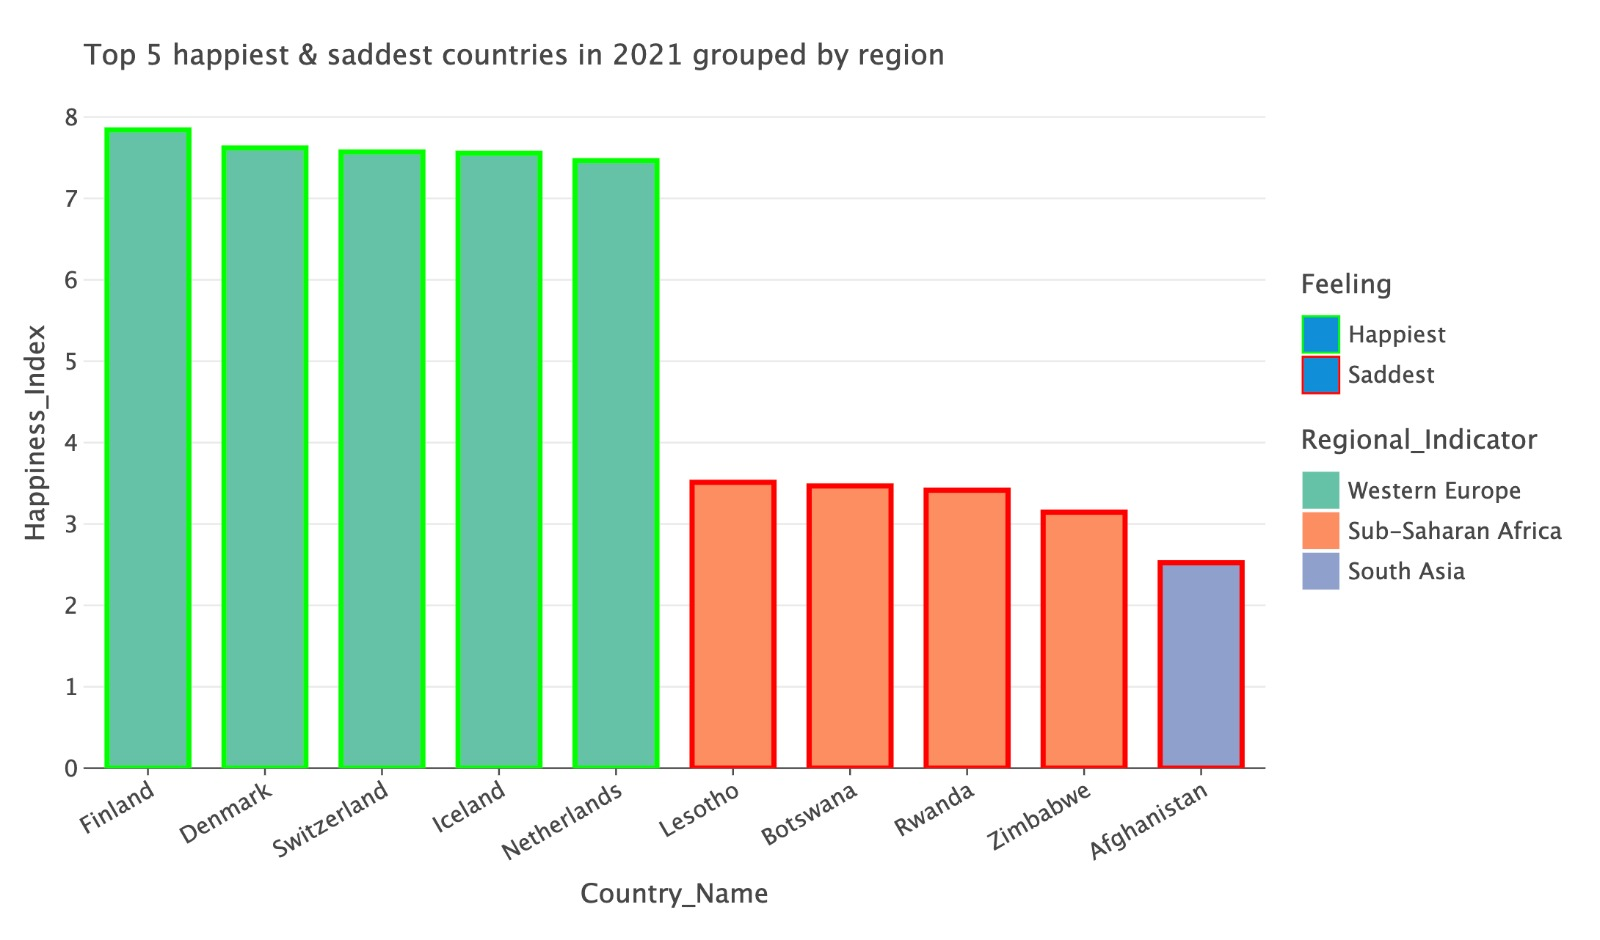 Top 5 happiest & saddest countries in 2021 grouped by region
8
7
6
5
4
3
2
1
0
Happiness_Index
Finland
Denmark
Switzerland
Iceland
Netherlands
Lesotho
Botswana
Rwanda
Zimbabwe
Afghanistan
Country_Name
Feeling
Happiest
Saddest
Regional_Indicator
Western Europe
Sub-Saharan Africa
South Asia